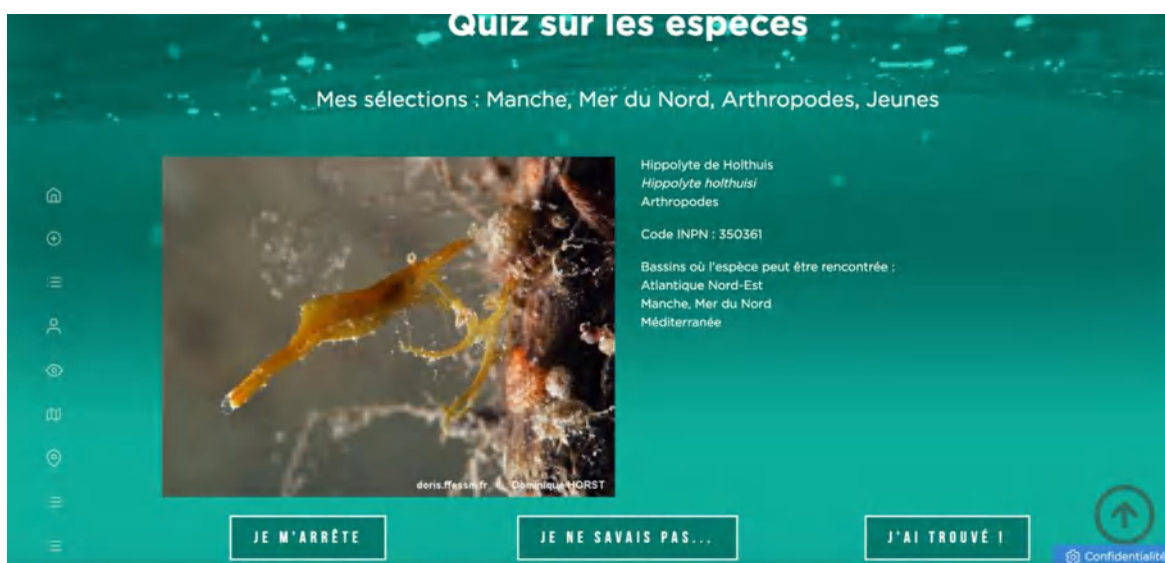 Quiz sur les espèces
Mes sélections : Manche, Mer du Nord, Arthropodes, Jeunes
Hippolyte de Holthuis
Hippolyte holthuisi
Arthropodes
Code INPN : 350361
Bassins où l'espèce peut être rencontrée :
Atlantique Nord-Est
Manche, Mer du Nord
Méditerranée
doris.ffessm.fr © Dominique HORST
JE M'ARRÊTE
JE NE SAVAIS PAS...
J'AI TROUVÉ !
Confidentialité